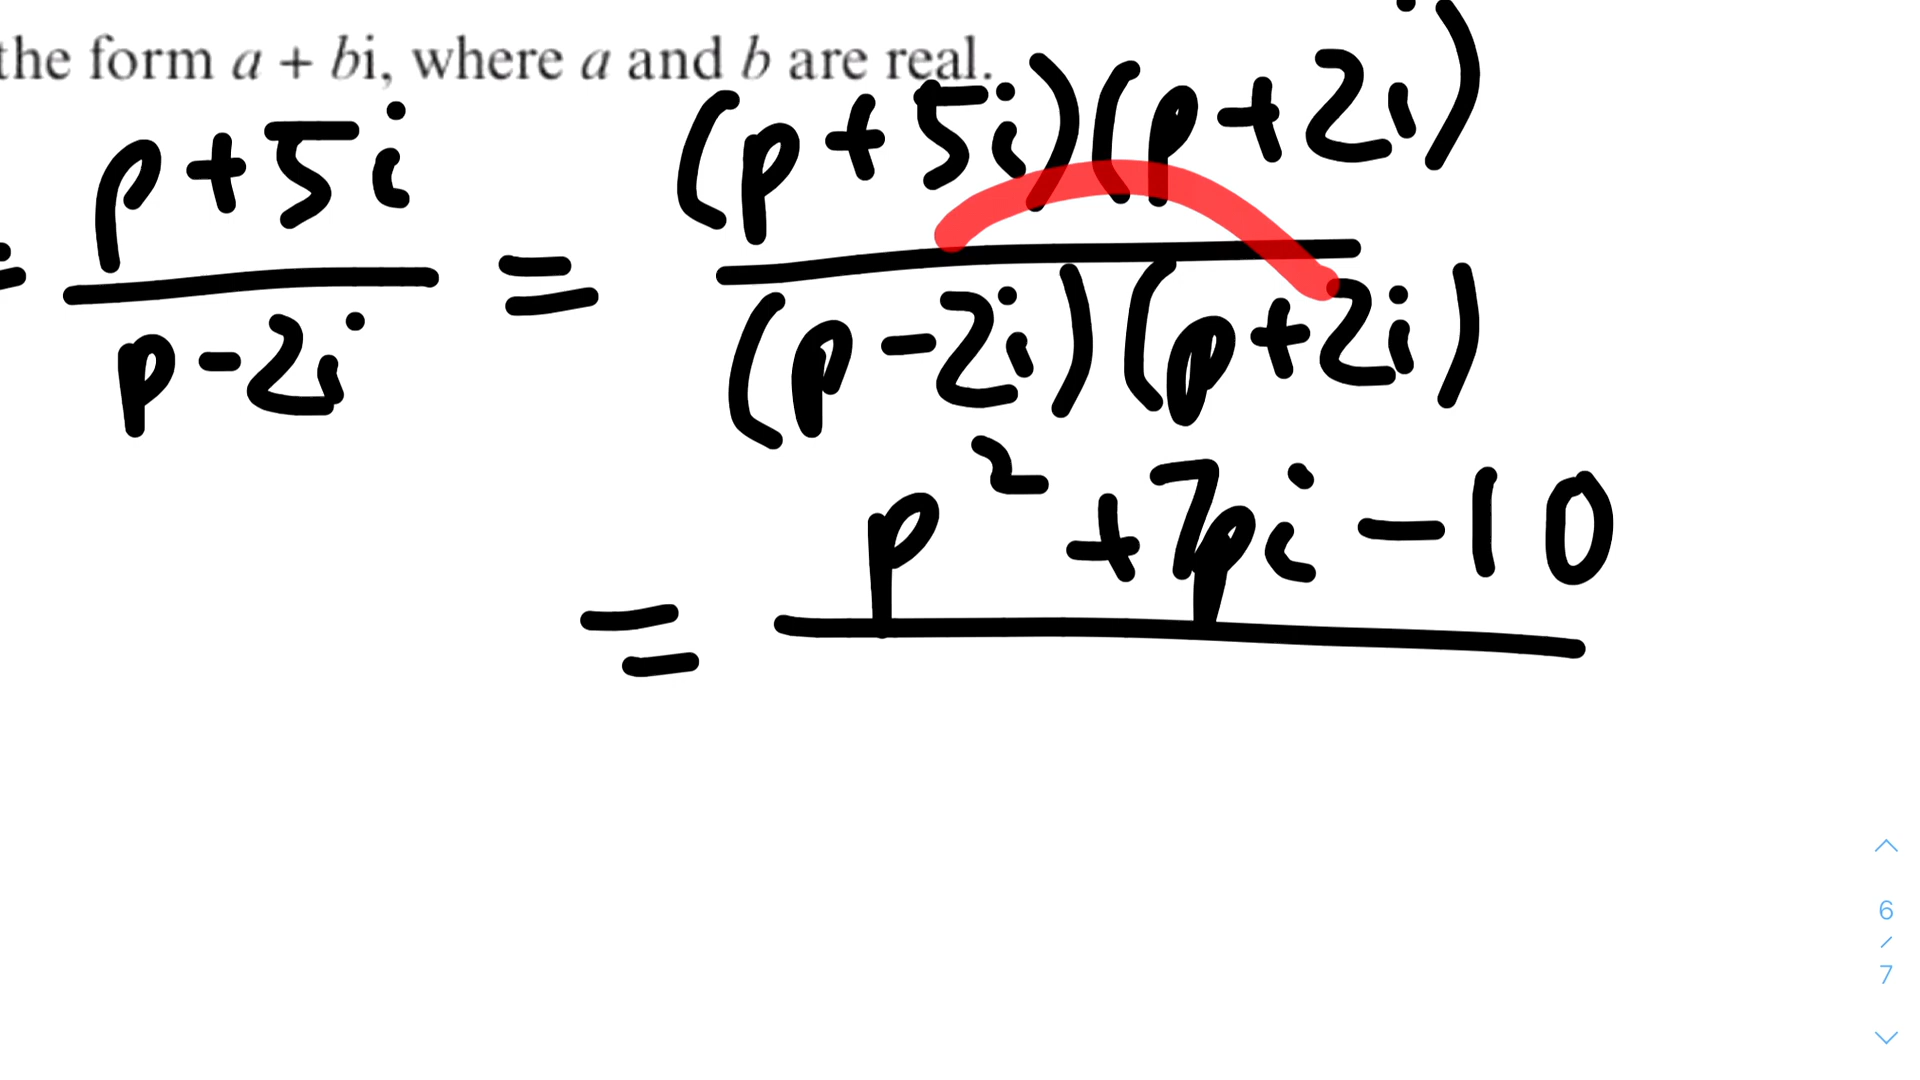 the form a + bi, where a and b are real.
= p+5i / p-2i = (p+5i)(p+2i) / (p-2i)(p+2i)
= p² +7pi -10
6
/
7